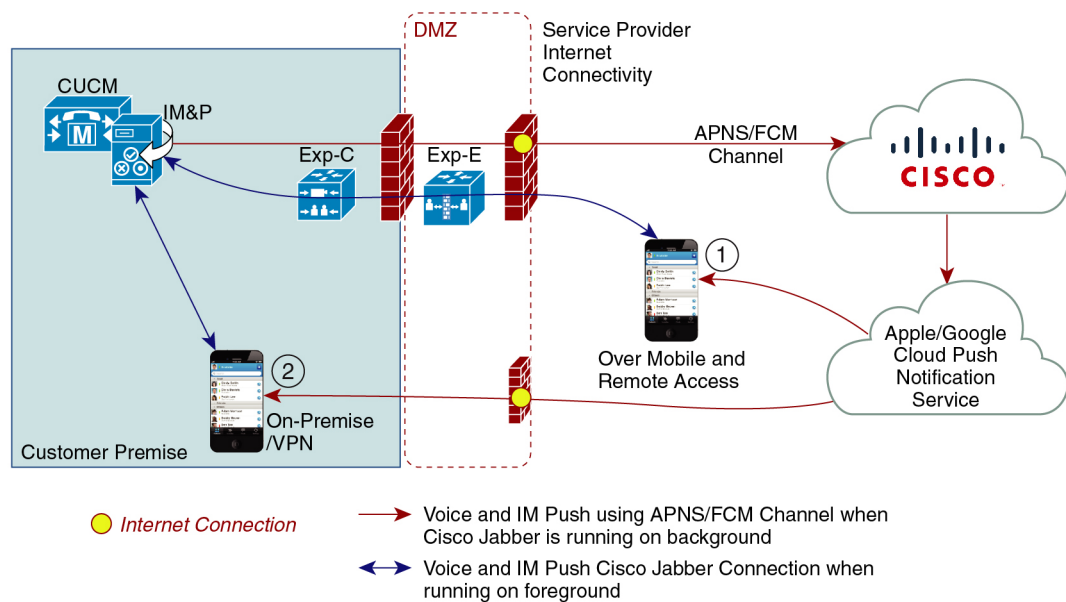 DMZ
Service Provider
Internet
Connectivity
CUCM
IM&P
M
Exp-C
Exp-E
APNS/FCM
Channel
CISCO
1
Over Mobile and
Remote Access
Apple/Google
Cloud Push
Notification
Service
2
On-Premise
/VPN
Customer Premise
Internet Connection
Voice and IM Push using APNS/FCM Channel when
Cisco Jabber is running on background
Voice and IM Push Cisco Jabber Connection when
running on foreground